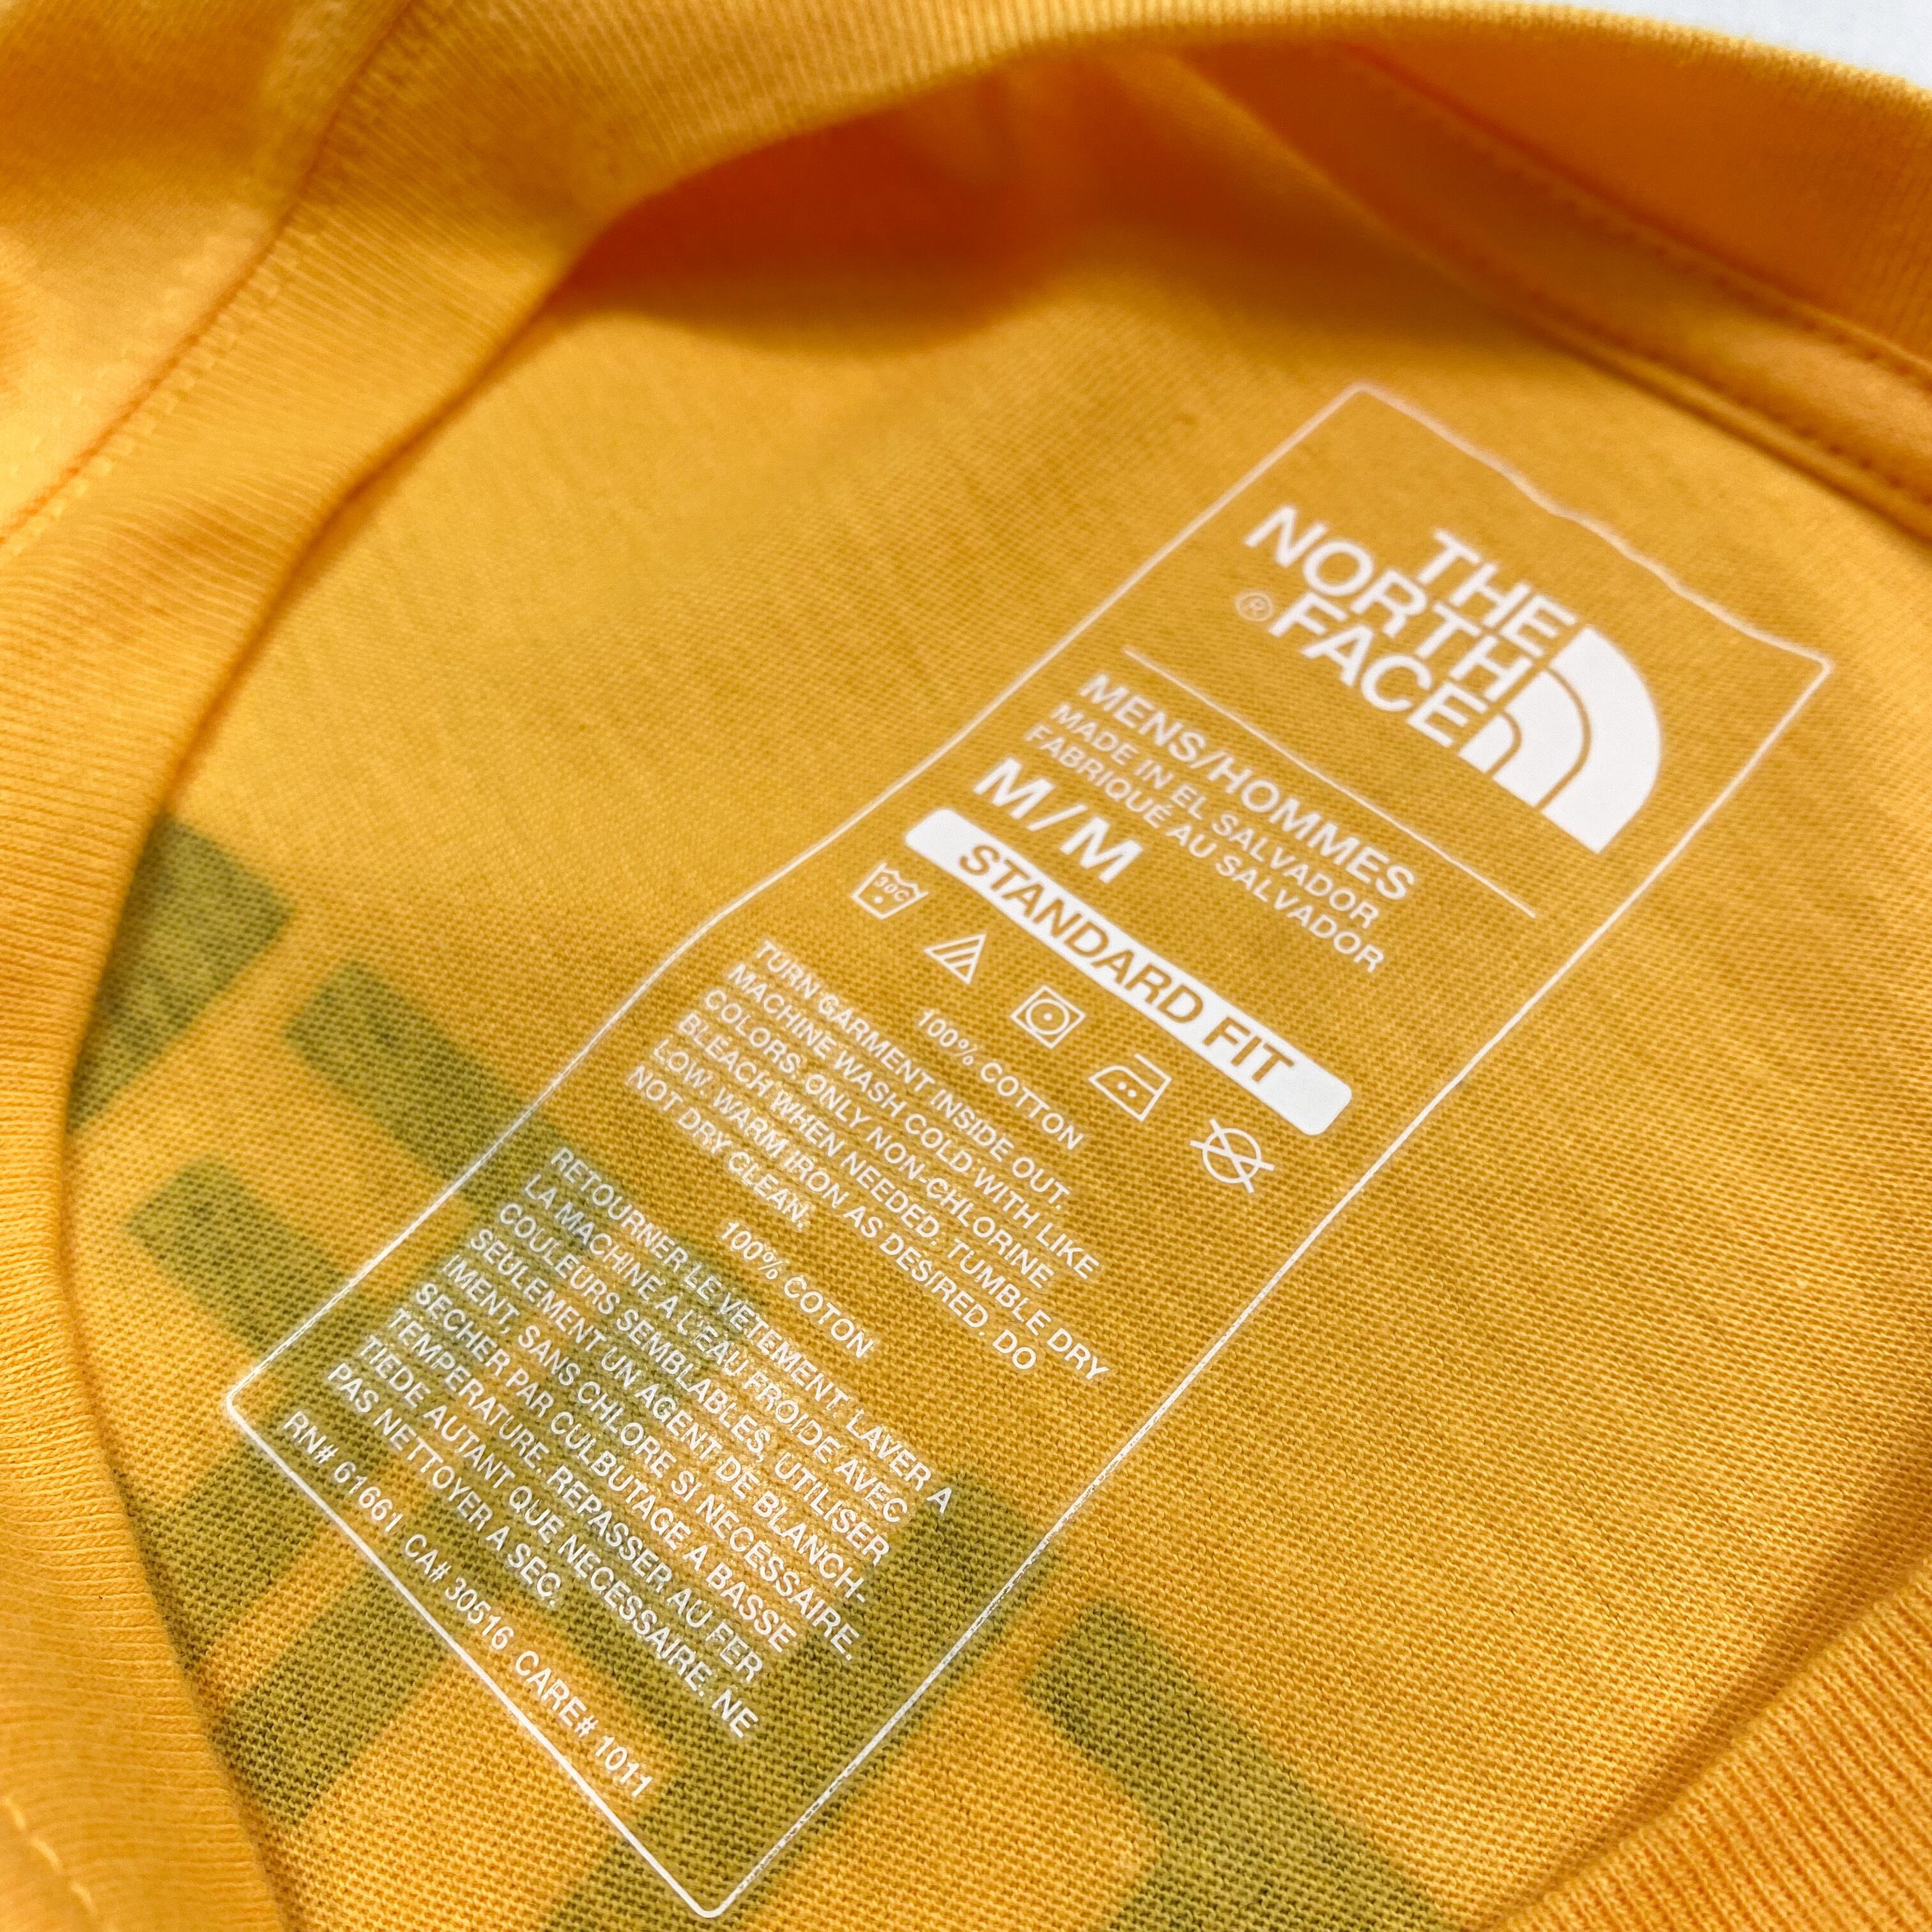 THE
NORTH
FACE
®
MENS/HOMMES
MADE IN EL SALVADOR
FABRIQUÉ AU SALVADOR
M/M
STANDARD FIT
30C
100% COTTON
TURN GARMENT INSIDE OUT.
MACHINE WASH COLD WITH LIKE
COLORS. ONLY NON-CHLORINE
BLEACH WHEN NEEDED. TUMBLE DRY
LOW. WARM IRON AS DESIRED. DO
NOT DRY CLEAN.
100% COTON
RETOURNER LE VETEMENT. LAVER A
LA MACHINE A L'EAU FROIDE AVEC
COULEURS SEMBLABLES. UTILISER
SEULEMENT UN AGENT DE BLANCH-
IMENT, SANS CHLORE SI NECESSAIRE.
SECHER PAR CULBUTAGE A BASSE
TEMPERATURE. REPASSER AU FER
TIEDE AUTANT QUE NECESSAIRE. NE
PAS NETTOYER A SEC.
RN# 61661 CA# 30516 CARE# 1011